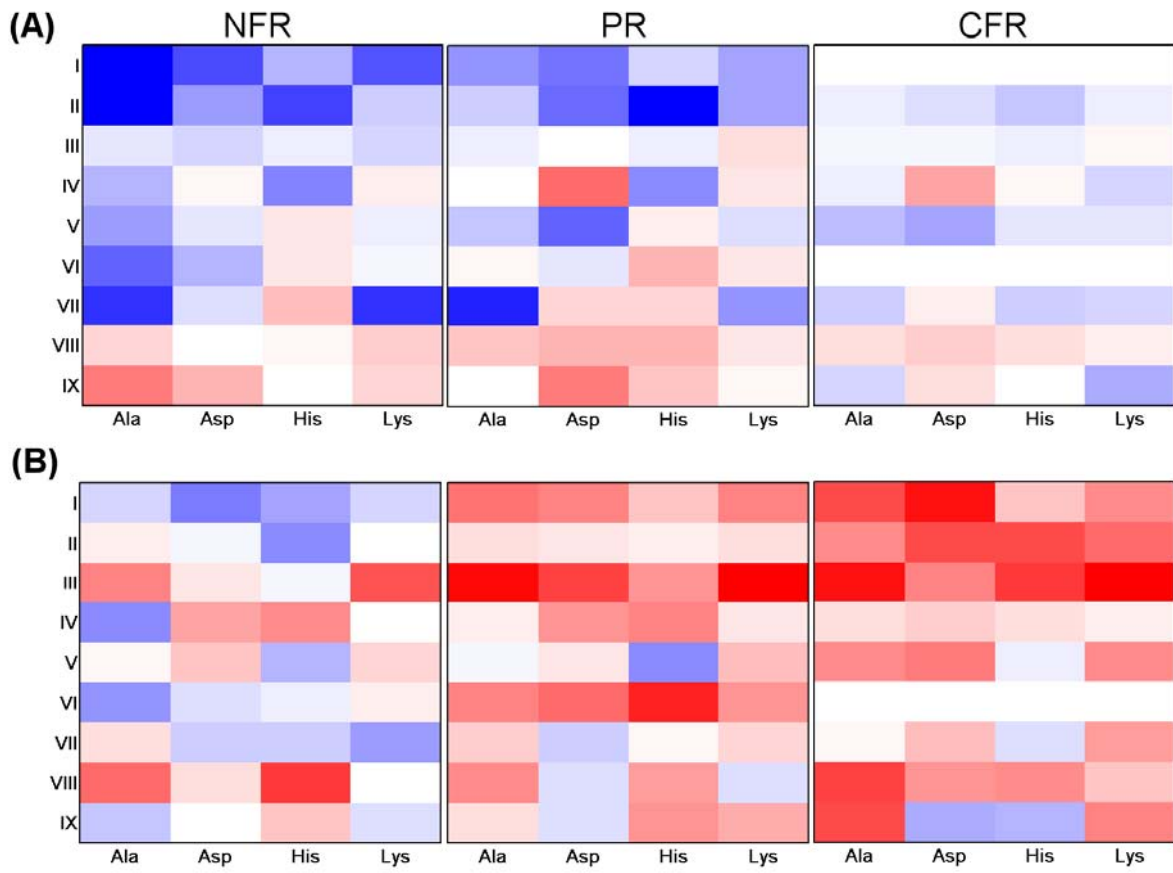 (A) NFR PR CFR
I
II
III
IV
V
VI
VII
VIII
IX
Ala Asp His Lys Ala Asp His Lys Ala Asp His Lys
(B)
I
II
III
IV
V
VI
VII
VIII
IX
Ala Asp His Lys Ala Asp His Lys Ala Asp His Lys